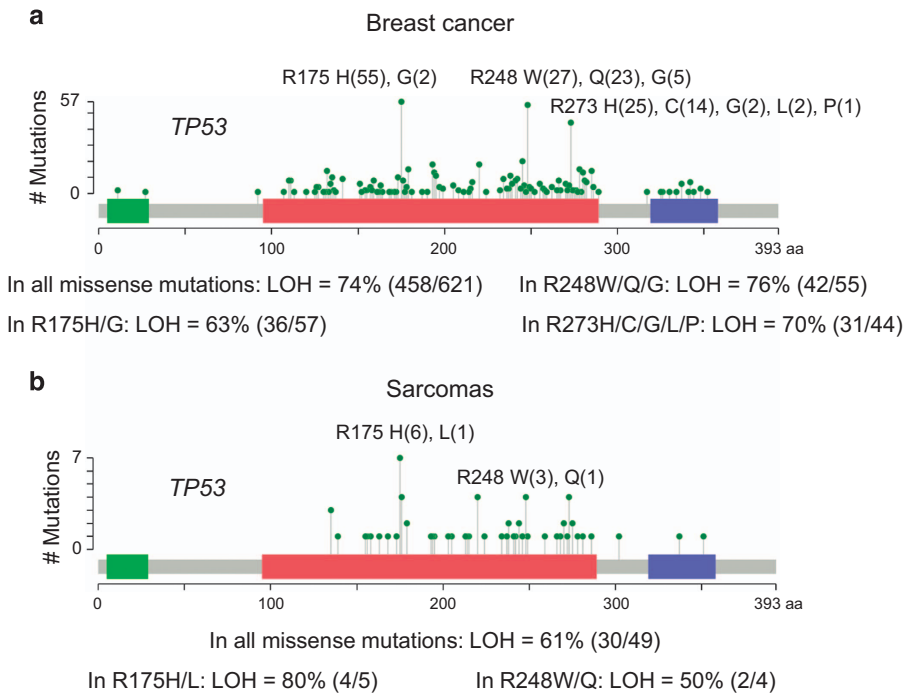 a
Breast cancer
R175 H(55), G(2)
R248 W(27), Q(23), G(5)
R273 H(25), C(14), G(2), L(2), P(1)
57
TP53
# Mutations
0
0 100 200 300 393 aa
In all missense mutations: LOH = 74% (458/621)
In R248W/Q/G: LOH = 76% (42/55)
In R175H/G: LOH = 63% (36/57)
In R273H/C/G/L/P: LOH = 70% (31/44)
b
Sarcomas
R175 H(6), L(1)
7
R248 W(3), Q(1)
TP53
# Mutations
0
0 100 200 300 393 aa
In all missense mutations: LOH = 61% (30/49)
In R175H/L: LOH = 80% (4/5)
In R248W/Q: LOH = 50% (2/4)